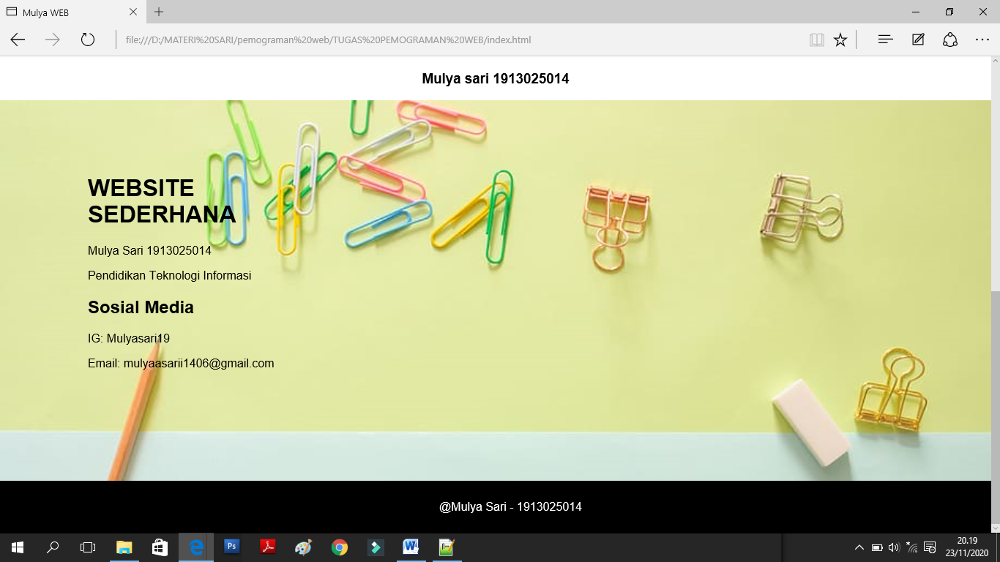 Mulya WEB
file:///D:/MATERI%20SARI/pemograman%20web/TUGAS%20PEMOGRAMAN%20WEB/index.html
Mulya sari 1913025014
WEBSITE
SEDERHANA
Mulya Sari 1913025014
Pendidikan Teknologi Informasi
Sosial Media
IG: Mulyasari19
Email: mulyaasarii1406@gmail.com
@Mulya Sari - 1913025014
Ps
20.19
23/11/2020